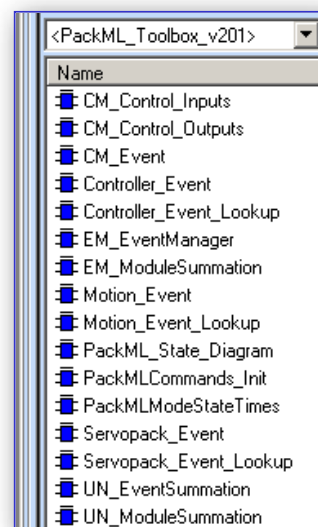 <PackML_Toolbox_v201>
Name
CM_Control_Inputs
CM_Control_Outputs
CM_Event
Controller_Event
Controller_Event_Lookup
EM_EventManager
EM_ModuleSummation
Motion_Event
Motion_Event_Lookup
PackML_State_Diagram
PackMLCommands_Init
PackMLModeStateTimes
Servopack_Event
Servopack_Event_Lookup
UN_EventSummation
UN_ModuleSummation